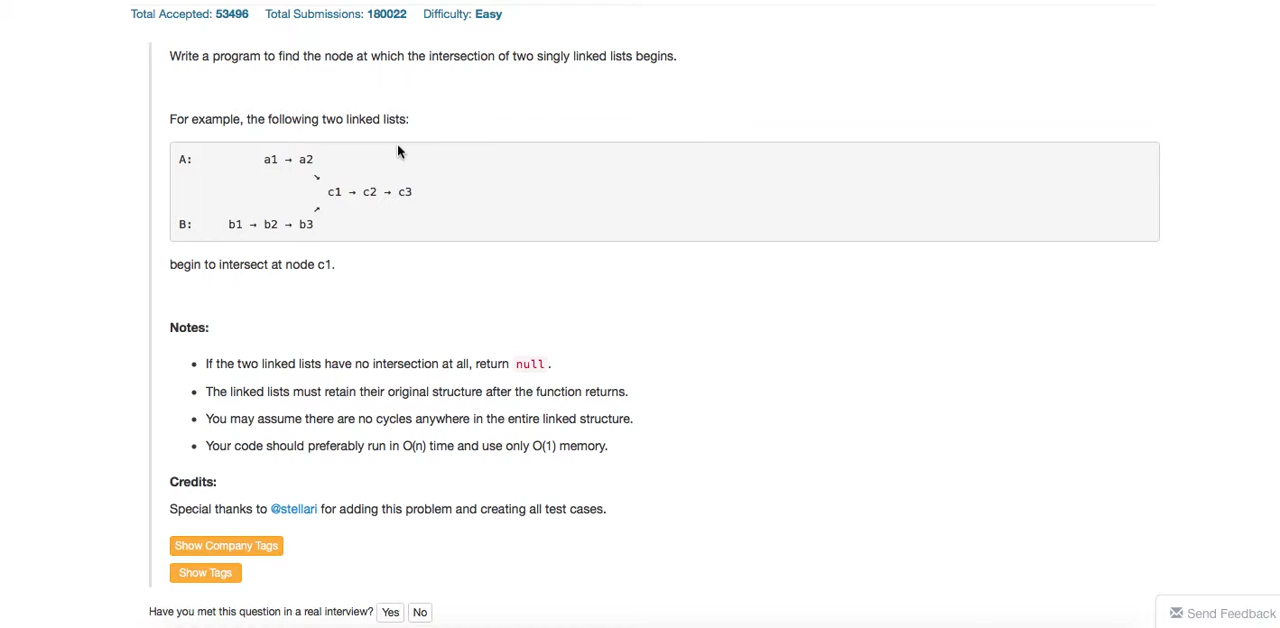 Total Accepted: 53496 Total Submissions: 180022 Difficulty: Easy
Write a program to find the node at which the intersection of two singly linked lists begins.
For example, the following two linked lists:
A: a1 → a2
↘
c1 → c2 → c3
↗
B: b1 → b2 → b3
begin to intersect at node c1.
Notes:
• If the two linked lists have no intersection at all, return null.
• The linked lists must retain their original structure after the function returns.
• You may assume there are no cycles anywhere in the entire linked structure.
• Your code should preferably run in O(n) time and use only O(1) memory.
Credits:
Special thanks to @stellari for adding this problem and creating all test cases.
Show Company Tags
Show Tags
Have you met this question in a real interview? Yes No
Send Feedback